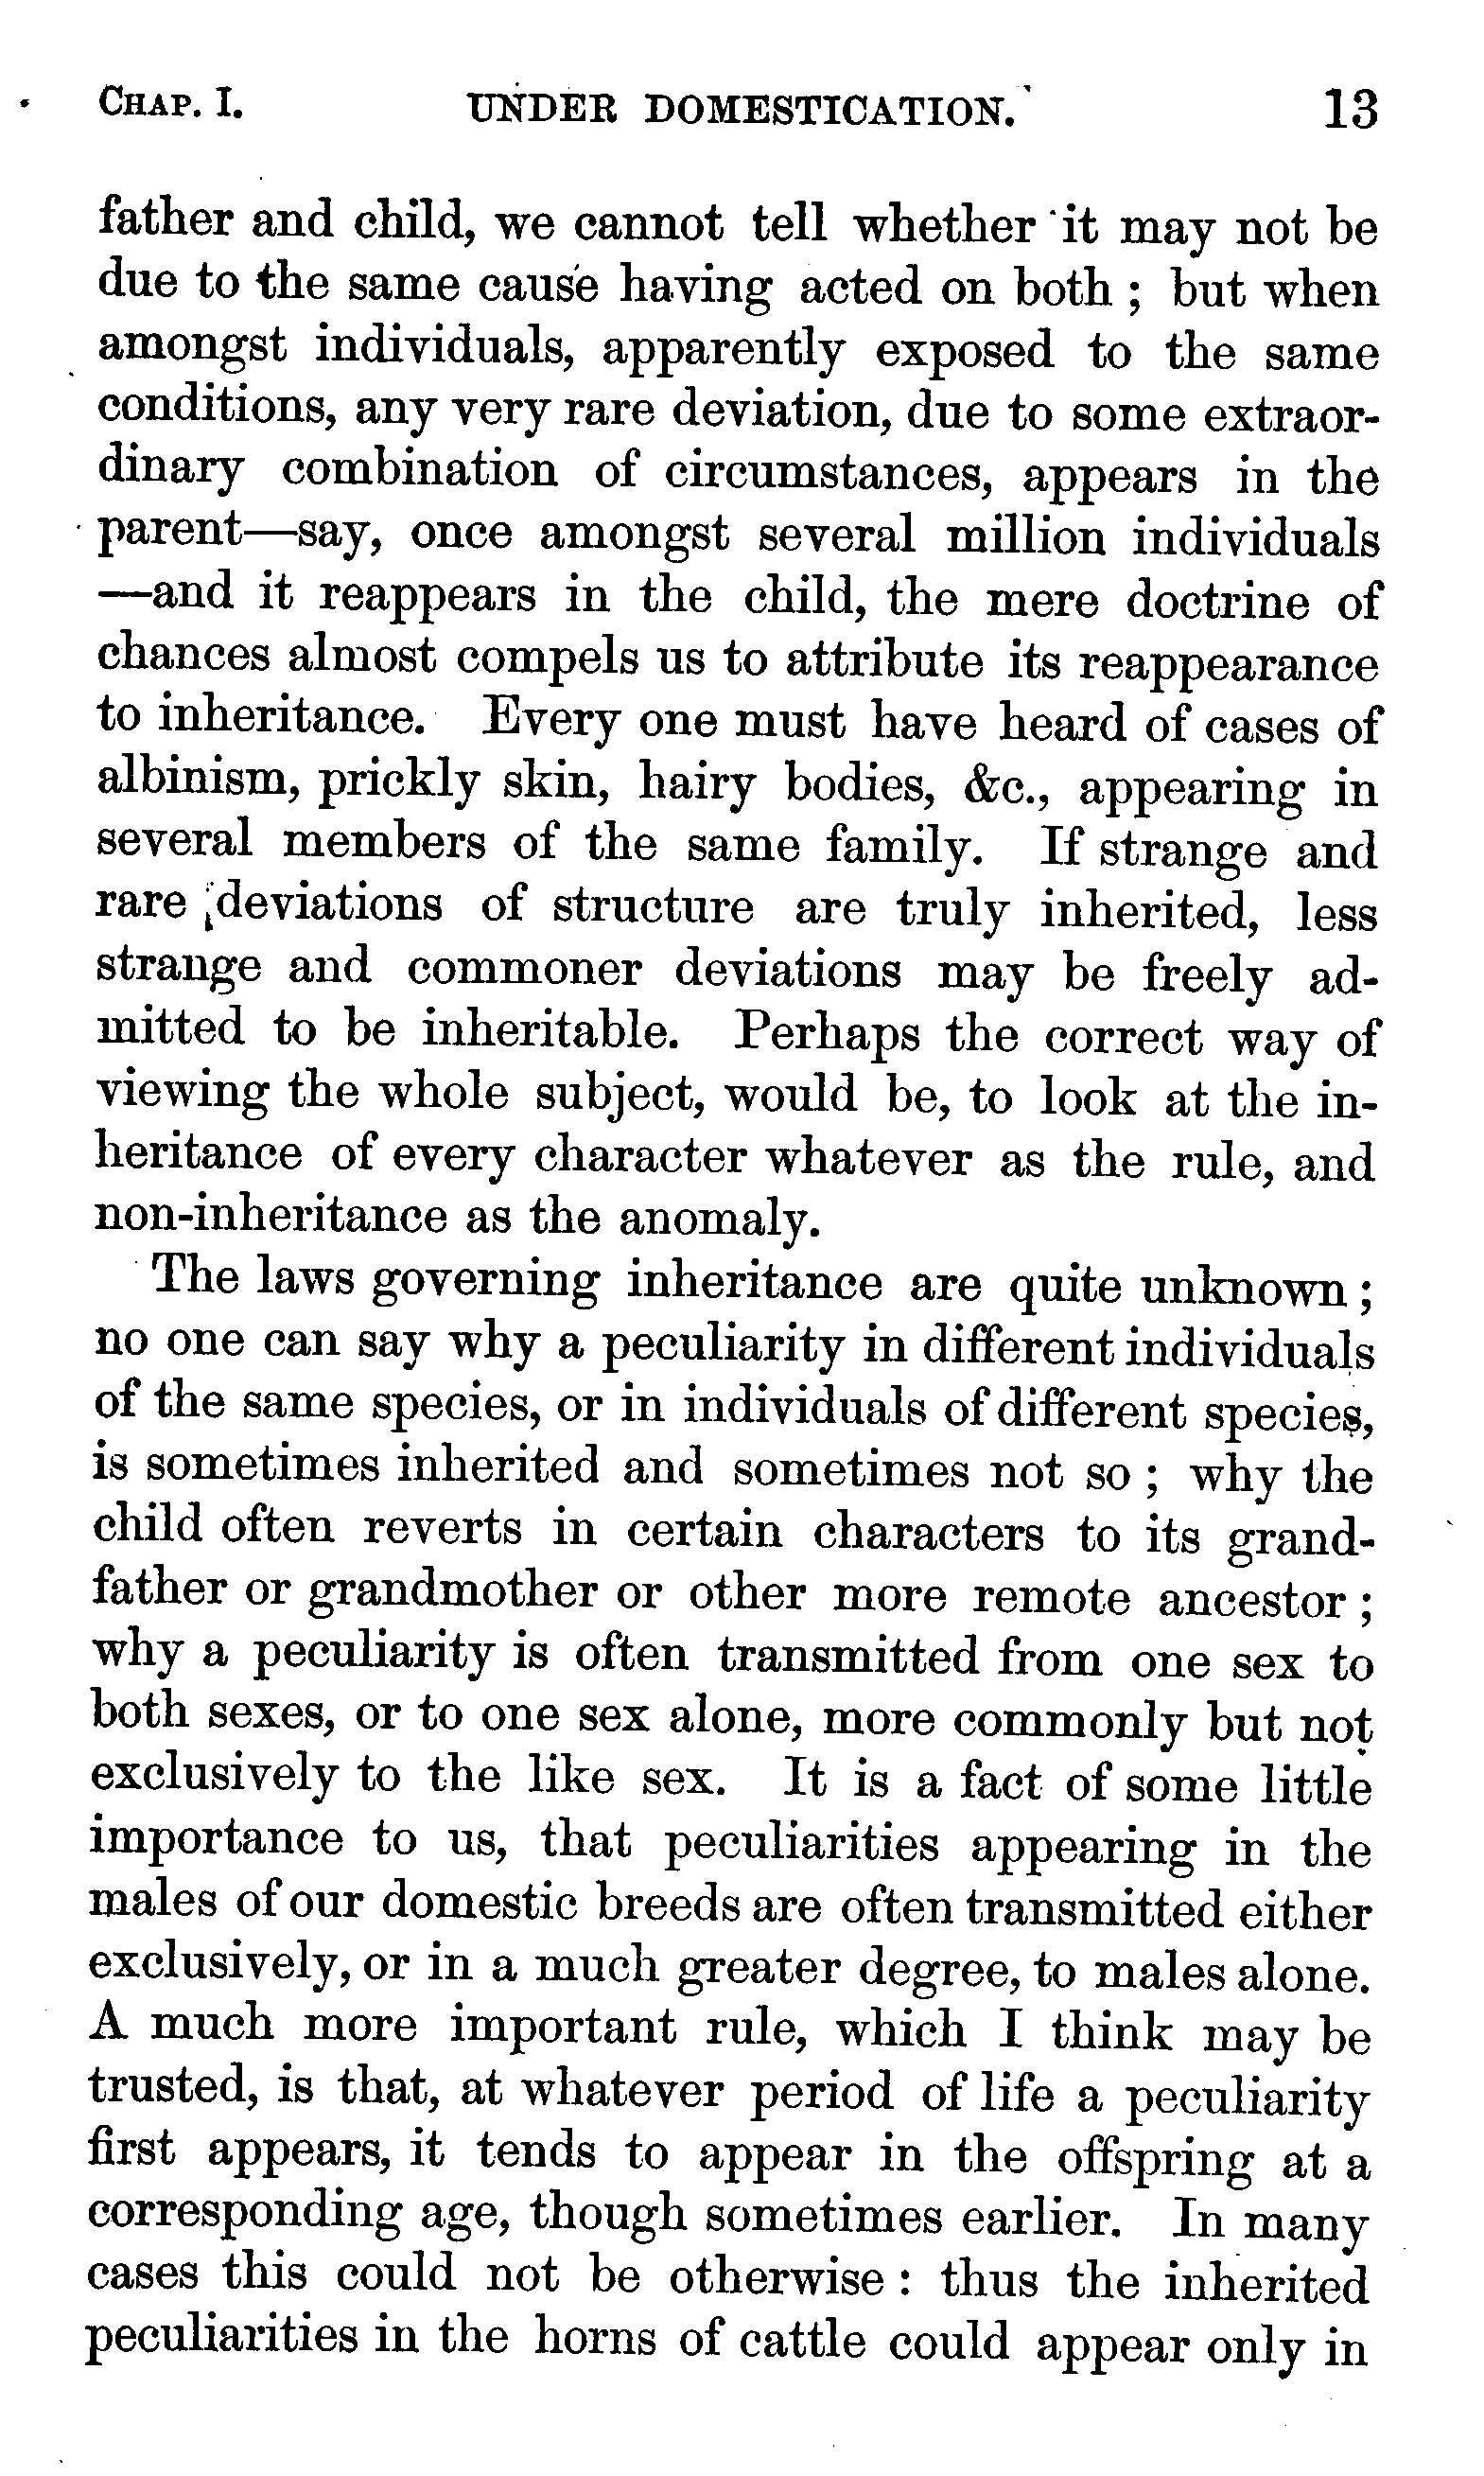 CHAP. I. UNDER DOMESTICATION. 13
father and child, we cannot tell whether it may not be
due to the same cause having acted on both ; but when
amongst individuals, apparently exposed to the same
conditions, any very rare deviation, due to some extraor-
dinary combination of circumstances, appears in the
parent—say, once amongst several million individuals
—and it reappears in the child, the mere doctrine of
chances almost compels us to attribute its reappearance
to inheritance. Every one must have heard of cases of
albinism, prickly skin, hairy bodies, &c., appearing in
several members of the same family. If strange and
rare deviations of structure are truly inherited, less
strange and commoner deviations may be freely ad-
mitted to be inheritable. Perhaps the correct way of
viewing the whole subject, would be, to look at the in-
heritance of every character whatever as the rule, and
non-inheritance as the anomaly.
The laws governing inheritance are quite unknown ;
no one can say why a peculiarity in different individuals
of the same species, or in individuals of different species,
is sometimes inherited and sometimes not so ; why the
child often reverts in certain characters to its grand-
father or grandmother or other more remote ancestor ;
why a peculiarity is often transmitted from one sex to
both sexes, or to one sex alone, more commonly but not
exclusively to the like sex. It is a fact of some little
importance to us, that peculiarities appearing in the
males of our domestic breeds are often transmitted either
exclusively, or in a much greater degree, to males alone.
A much more important rule, which I think may be
trusted, is that, at whatever period of life a peculiarity
first appears, it tends to appear in the offspring at a
corresponding age, though sometimes earlier. In many
cases this could not be otherwise : thus the inherited
peculiarities in the horns of cattle could appear only in